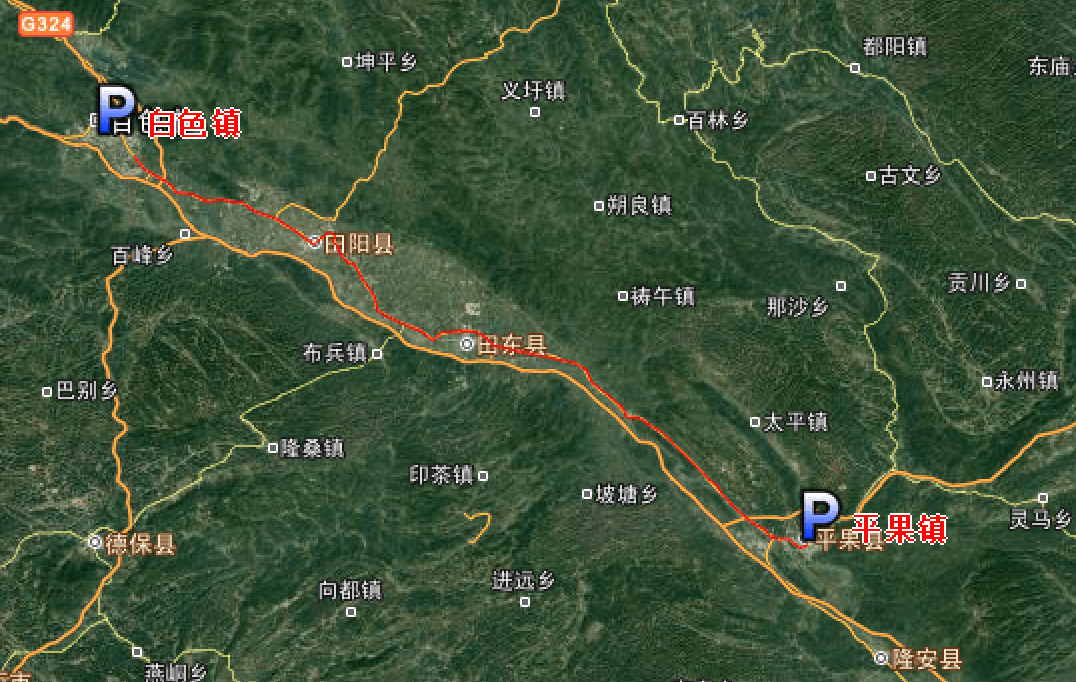 G324
都阳镇
坤平乡
东庙
义圩镇
P
百色镇
百林乡
古文乡
朔良镇
田阳县
百峰乡
贡川乡
祷午镇
那沙乡
田东县
布兵镇
永州镇
巴别乡
太平镇
隆桑镇
印茶镇
坡塘乡
P
灵马乡
平果镇
平果县
德保县
进远乡
向都镇
隆安县
燕峒乡